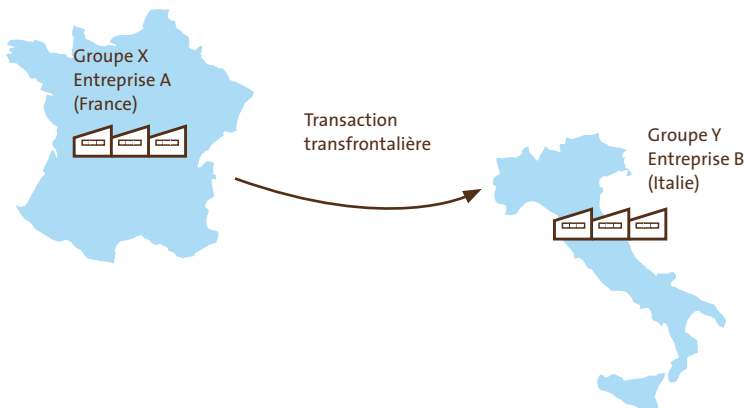 Groupe X
Entreprise A
(France)
Transaction
transfrontalière
Groupe Y
Entreprise B
(Italie)